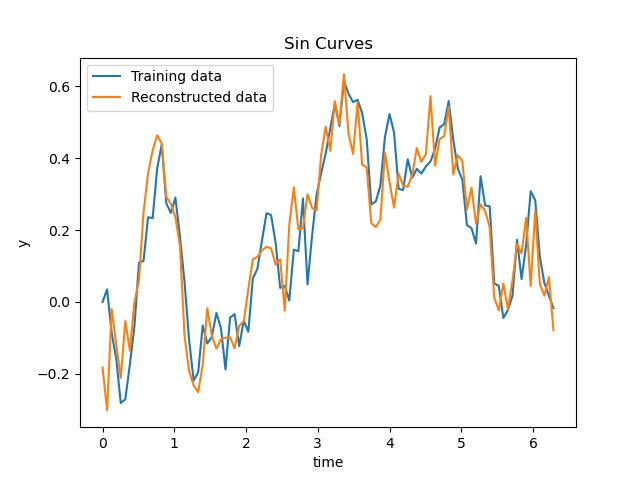 Sin Curves
Training data
Reconstructed data
0.6
0.4
0.2
0.0
−0.2
y
0 1 2 3 4 5 6
time